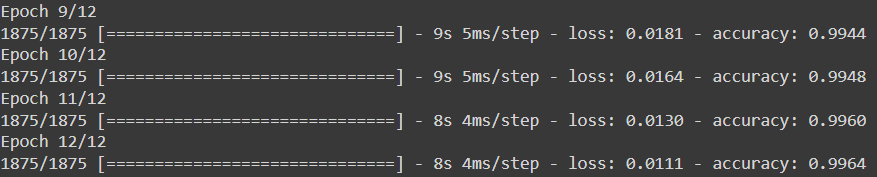 Epoch 9/12
1875/1875 [==============================] - 9s 5ms/step - loss: 0.0181 - accuracy: 0.9944
Epoch 10/12
1875/1875 [==============================] - 9s 5ms/step - loss: 0.0164 - accuracy: 0.9948
Epoch 11/12
1875/1875 [==============================] - 8s 4ms/step - loss: 0.0130 - accuracy: 0.9960
Epoch 12/12
1875/1875 [==============================] - 8s 4ms/step - loss: 0.0111 - accuracy: 0.9964